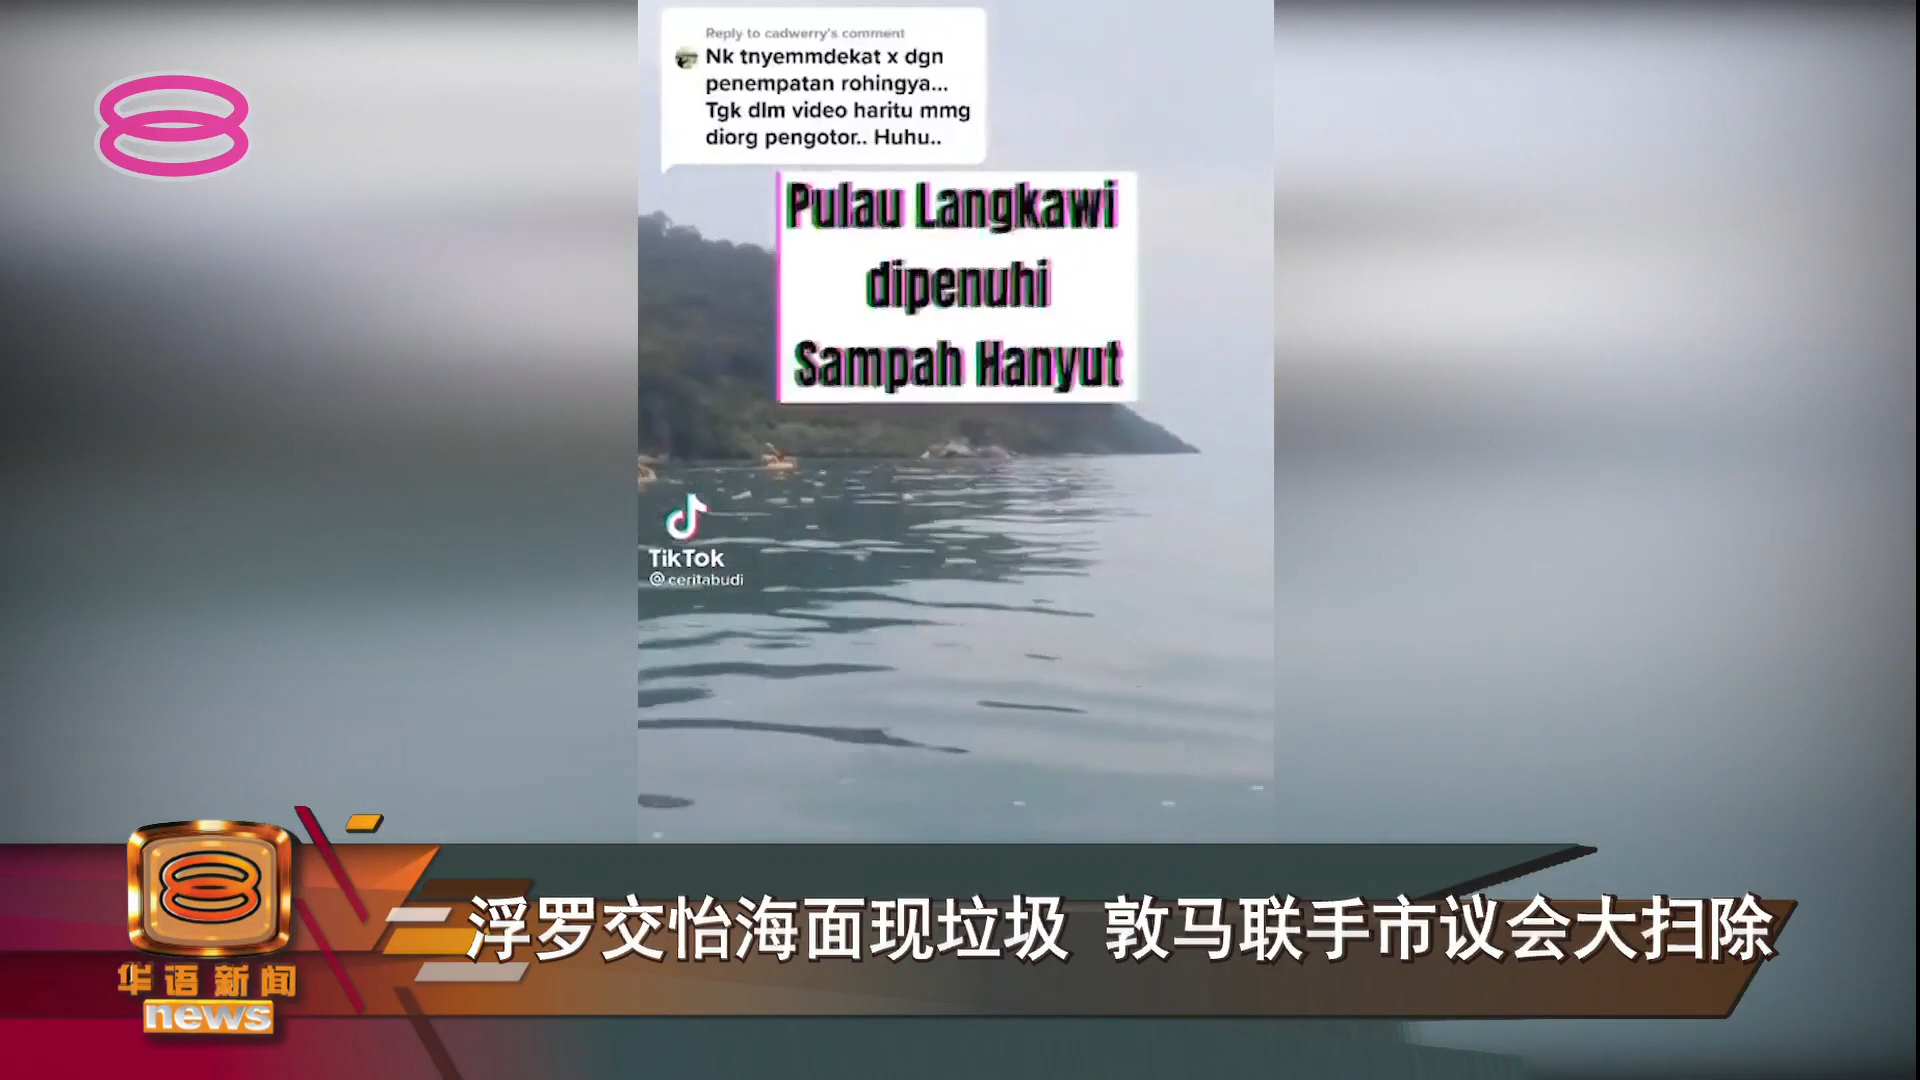 Reply to cadwerry's comment
Nk tnyemmdekat x dgn
penempatan rohingya...
Tgk dlm video haritu mmg
diorg pengotor.. Huhu..
Pulau Langkawi
dipenuhi
Sampah Hanyut
TikTok
@ceritabudi
浮罗交怡海面现垃圾 敦马联手市议会大扫除
华语新闻
news